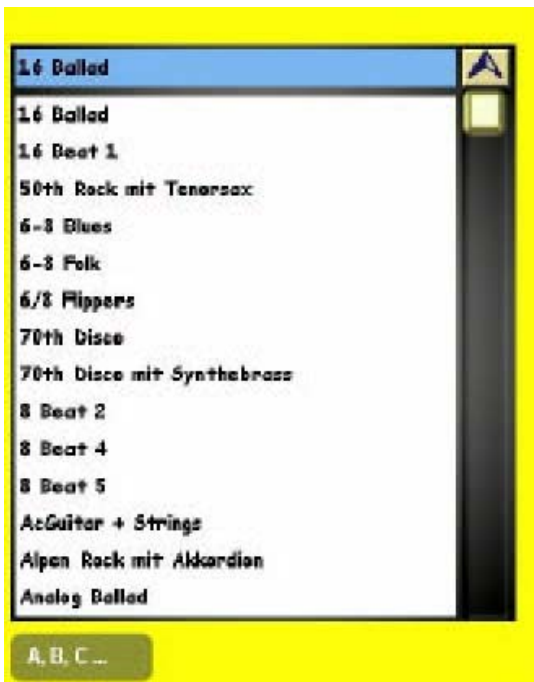 16 Ballad
16 Ballad
16 Beat 1
50th Rock mit Tenorsax
6-8 Blues
6-8 Folk
6/8 Flippers
70th Disco
70th Disco mit Synthebrass
8 Beat 2
8 Beat 4
8 Beat 5
AcGuitar + Strings
Alpen Rock mit Akkordion
Analog Ballad
A, B, C ...